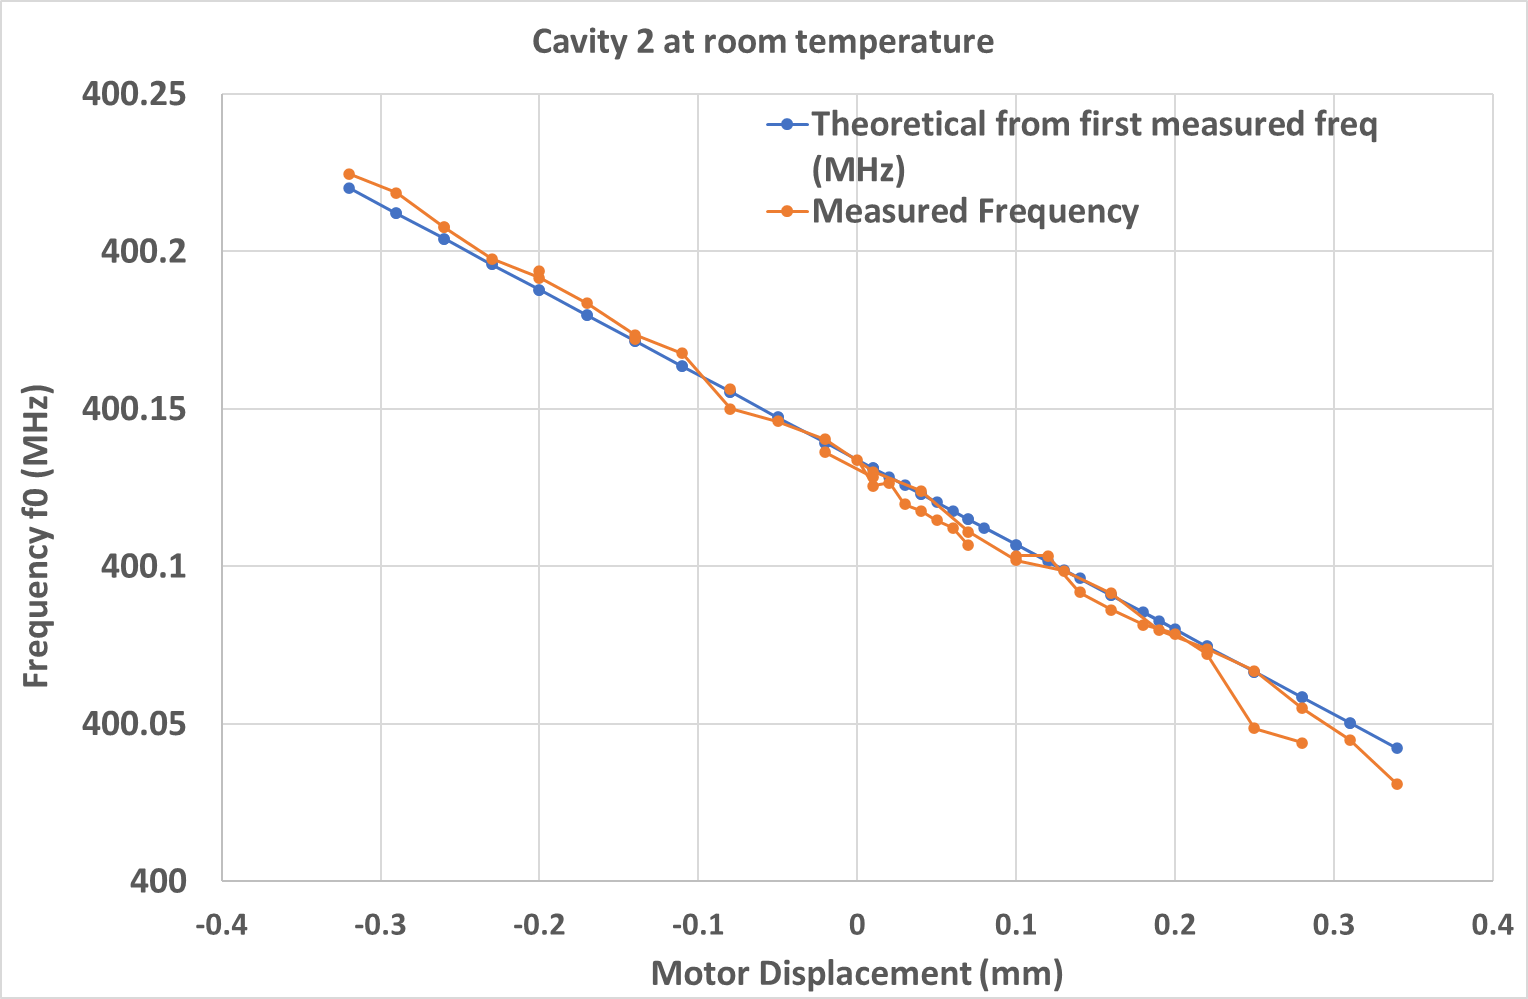 Cavity 2 at room temperature
400.25
400.2
400.15
400.1
400.05
400
Frequency f0 (MHz)
Theoretical from first measured freq
(MHz)
Measured Frequency
-0.4 -0.3 -0.2 -0.1 0 0.1 0.2 0.3 0.4
Motor Displacement (mm)